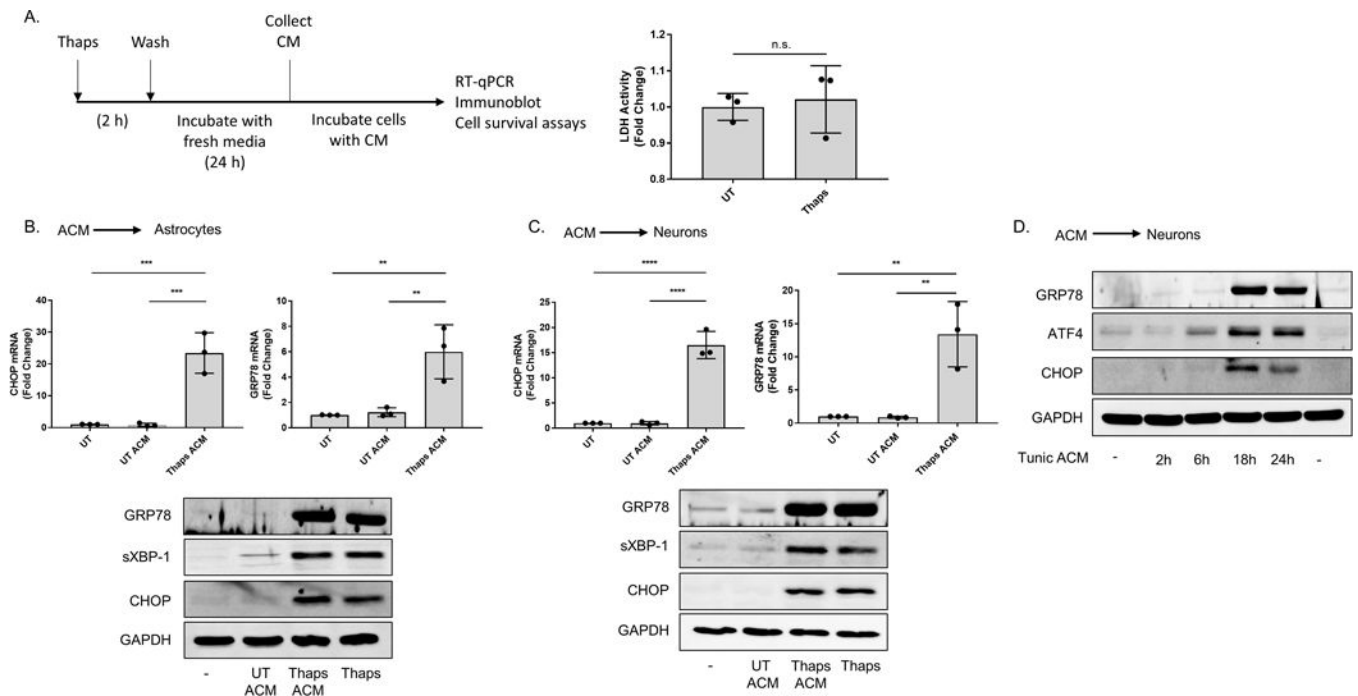 A.
Thaps
Wash
Collect
CM
(2 h)
Incubate with
fresh media
(24 h)
Incubate cells
with CM
RT-qPCR
Immunoblot
Cell survival assays
n.s.
LDH Activity
(Fold Change)
1.2
1.1
1.0
0.9
0.8
UT
Thaps
B.
ACM
Astrocytes
***
***
CHOP mRNA
(Fold Change)
40
30
20
10
0
UT
UT ACM
Thaps ACM
**
**
GRP78 mRNA
(Fold Change)
10
8
6
4
2
0
UT
UT ACM
Thaps ACM
GRP78
sXBP-1
CHOP
GAPDH
-
UT
ACM
Thaps
ACM
Thaps
C.
ACM
Neurons
****
****
CHOP mRNA
(Fold Change)
25
20
15
10
5
0
UT
UT ACM
Thaps ACM
**
**
GRP78 mRNA
(Fold Change)
20
15
10
5
0
UT
UT ACM
Thaps ACM
GRP78
sXBP-1
CHOP
GAPDH
-
UT
ACM
Thaps
ACM
Thaps
D.
ACM
Neurons
GRP78
ATF4
CHOP
GAPDH
Tunic ACM - 2h 6h 18h 24h -